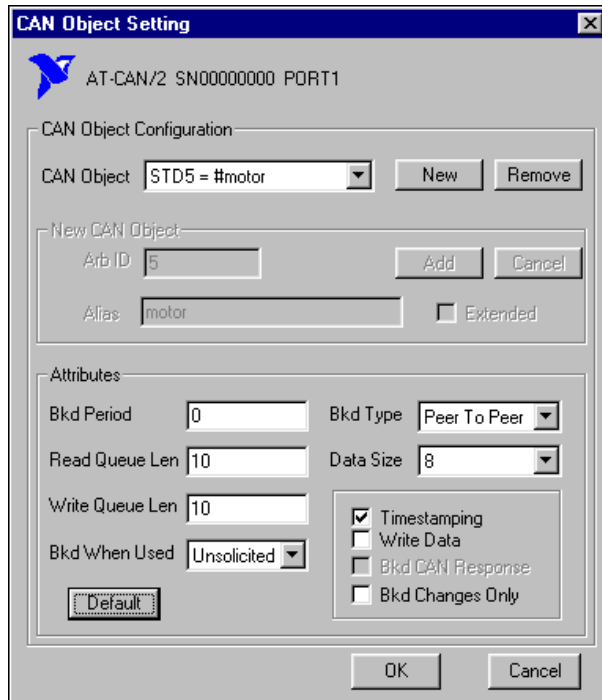 CAN Object Setting
AT-CAN/2 SN00000000 PORT1
CAN Object Configuration
CAN Object STD5 = #motor New Remove
New CAN Object
Arb ID 5 Add Cancel
Alias motor Extended
Attributes
Bkd Period 0 Bkd Type Peer To Peer
Read Queue Len 10 Data Size 8
Write Queue Len 10
Timestamping
Write Data
Bkd When Used Unsolicited
Bkd CAN Response
Bkd Changes Only
Default
OK Cancel